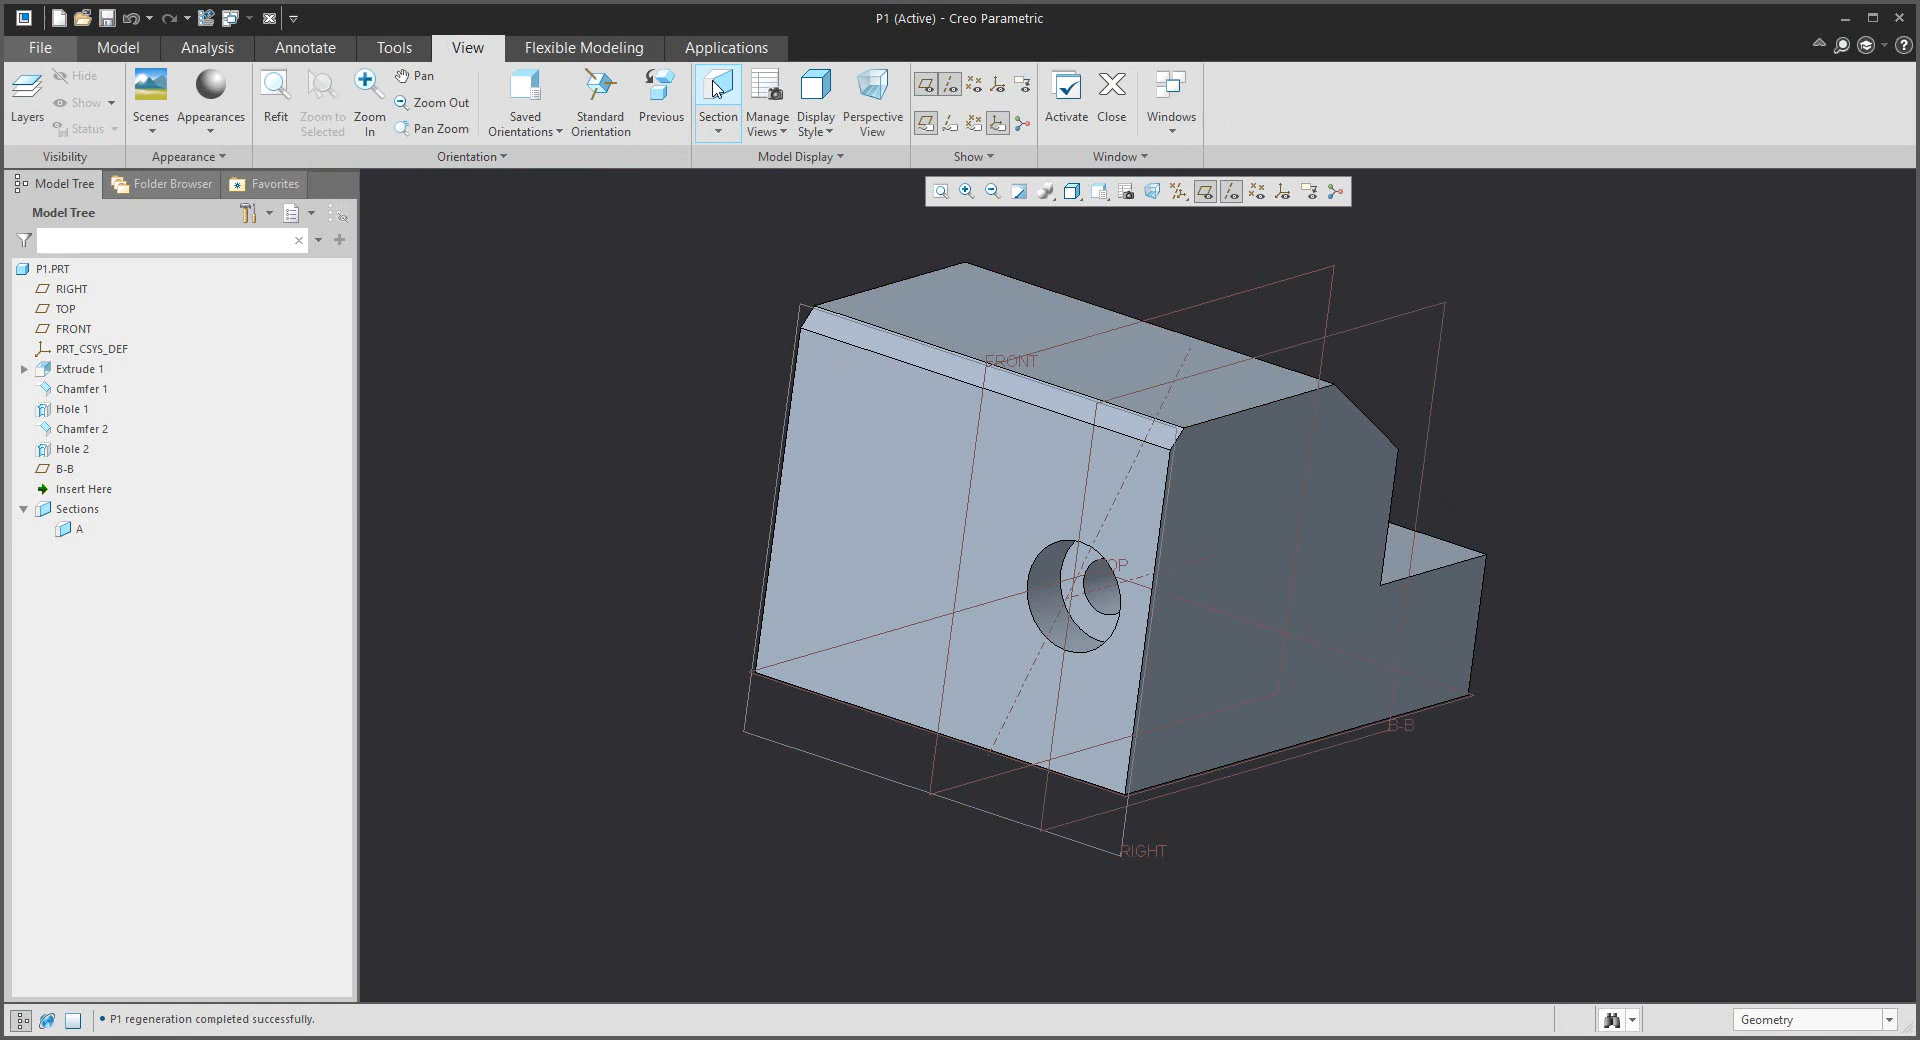 P1 (Active) - Creo Parametric
File Model Analysis Annotate Tools View Flexible Modeling Applications
Layers
Hide
Show
Status
Visibility
Scenes
Appearances
Appearance
Refit
Zoom to Selected
Zoom In
Pan
Zoom Out
Pan Zoom
Saved Orientations
Standard Orientation
Previous
Orientation
Section
Manage Views
Display Style
Perspective View
Model Display
Show
Activate
Close
Windows
Window
Model Tree Folder Browser Favorites
Model Tree
P1.PRT
RIGHT
TOP
FRONT
PRT_CSYS_DEF
Extrude 1
Chamfer 1
Hole 1
Chamfer 2
Hole 2
B-B
Insert Here
Sections
A
FRONT
TOP
B-B
RIGHT
P1 regeneration completed successfully.
Geometry